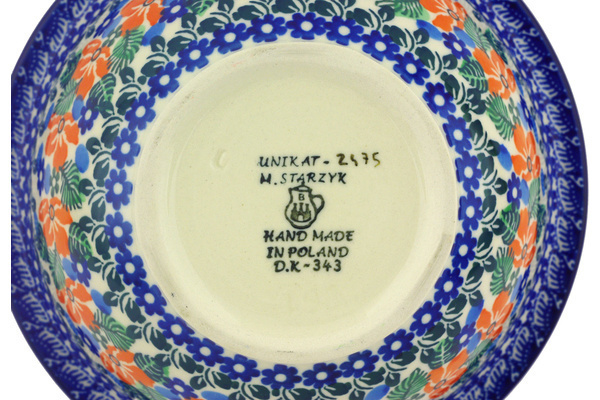 UNIKAT - 2475
M. STARZYK
B
HAND MADE
IN POLAND
D.K-343